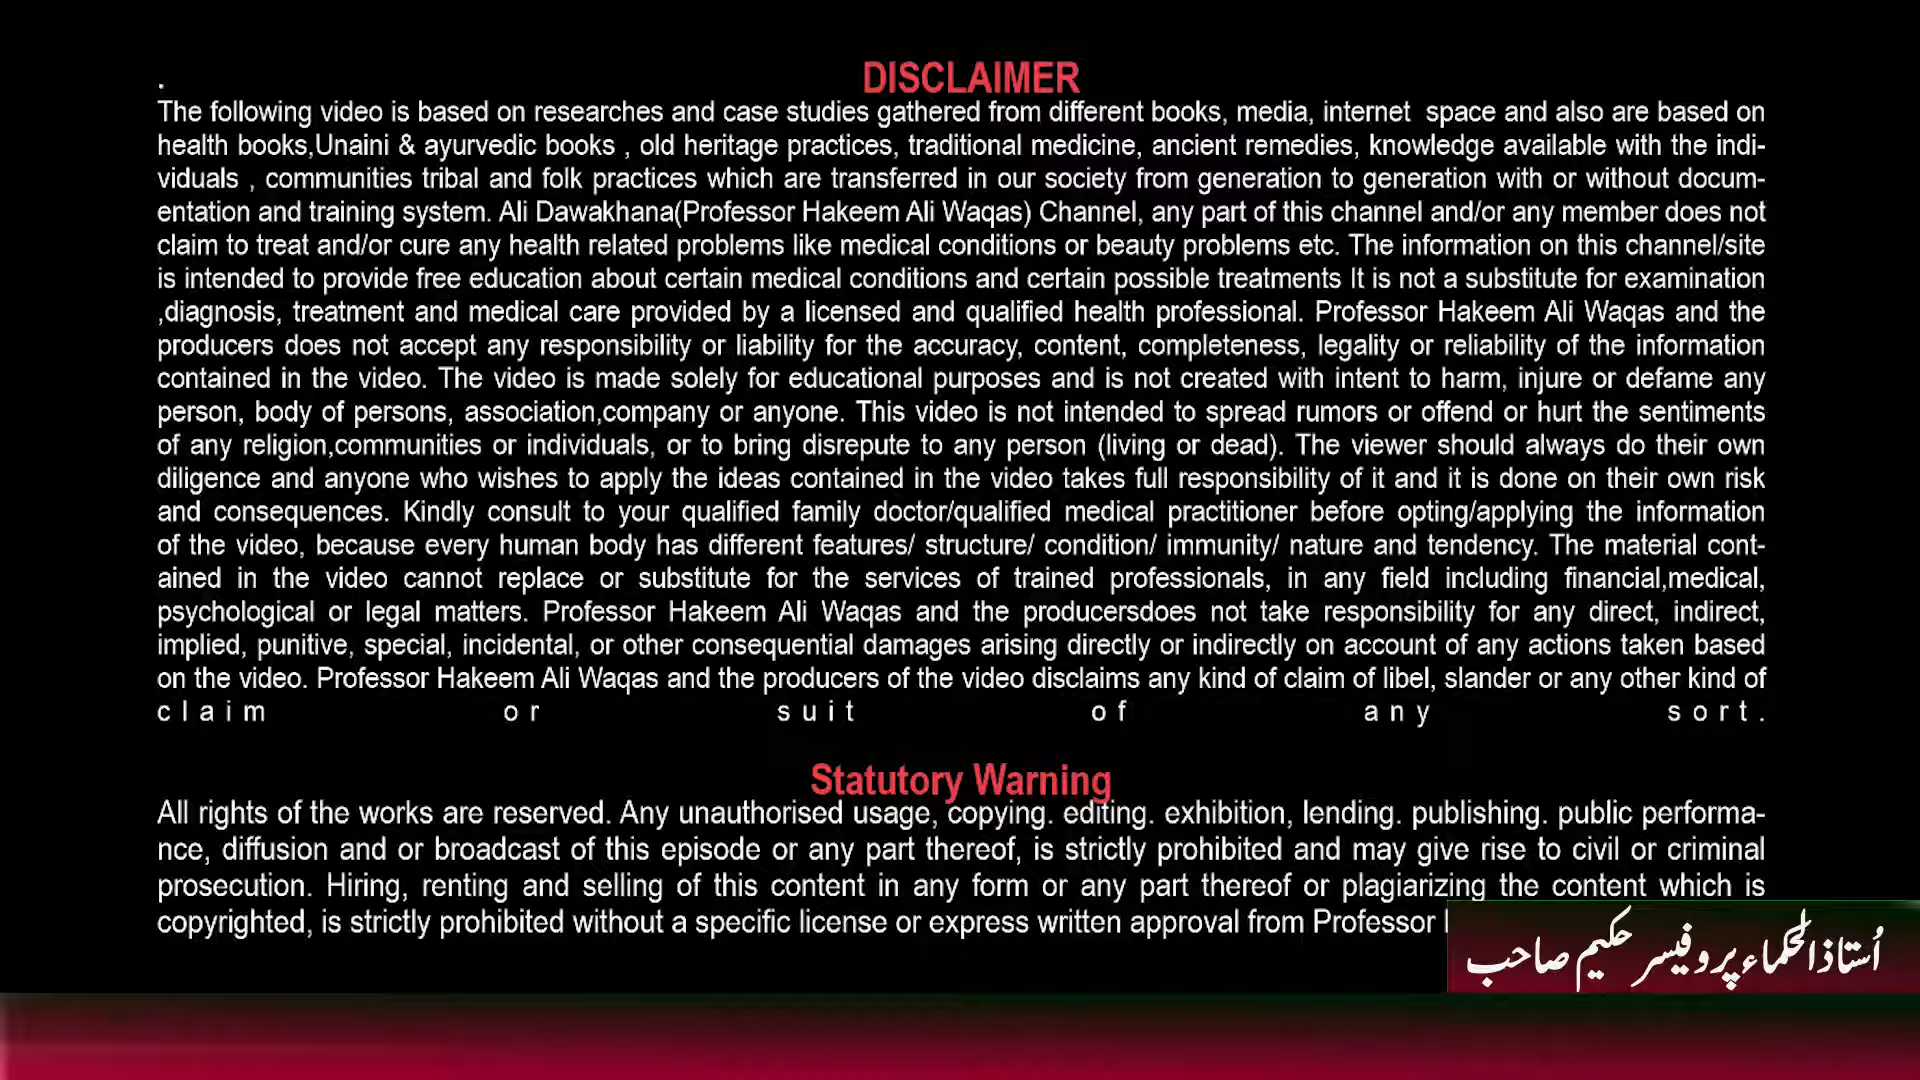 DISCLAIMER
.
The following video is based on researches and case studies gathered from different books, media, internet space and also are based on
health books,Unaini & ayurvedic books , old heritage practices, traditional medicine, ancient remedies, knowledge available with the indi-
viduals , communities tribal and folk practices which are transferred in our society from generation to generation with or without docum-
entation and training system. Ali Dawakhana(Professor Hakeem Ali Waqas) Channel, any part of this channel and/or any member does not
claim to treat and/or cure any health related problems like medical conditions or beauty problems etc. The information on this channel/site
is intended to provide free education about certain medical conditions and certain possible treatments It is not a substitute for examination
,diagnosis, treatment and medical care provided by a licensed and qualified health professional. Professor Hakeem Ali Waqas and the
producers does not accept any responsibility or liability for the accuracy, content, completeness, legality or reliability of the information
contained in the video. The video is made solely for educational purposes and is not created with intent to harm, injure or defame any
person, body of persons, association,company or anyone. This video is not intended to spread rumors or offend or hurt the sentiments
of any religion,communities or individuals, or to bring disrepute to any person (living or dead). The viewer should always do their own
diligence and anyone who wishes to apply the ideas contained in the video takes full responsibility of it and it is done on their own risk
and consequences. Kindly consult to your qualified family doctor/qualified medical practitioner before opting/applying the information
of the video, because every human body has different features/ structure/ condition/ immunity/ nature and tendency. The material cont-
ained in the video cannot replace or substitute for the services of trained professionals, in any field including financial,medical,
psychological or legal matters. Professor Hakeem Ali Waqas and the producersdoes not take responsibility for any direct, indirect,
implied, punitive, special, incidental, or other consequential damages arising directly or indirectly on account of any actions taken based
on the video. Professor Hakeem Ali Waqas and the producers of the video disclaims any kind of claim of libel, slander or any other kind of
claim or suit of any sort.
Statutory Warning
All rights of the works are reserved. Any unauthorised usage, copying. editing. exhibition, lending. publishing. public performa-
nce, diffusion and or broadcast of this episode or any part thereof, is strictly prohibited and may give rise to civil or criminal
prosecution. Hiring, renting and selling of this content in any form or any part thereof or plagiarizing the content which is
copyrighted, is strictly prohibited without a specific license or express written approval from Professor
اُستاذالحکماء پروفیسر حکیم صاحب